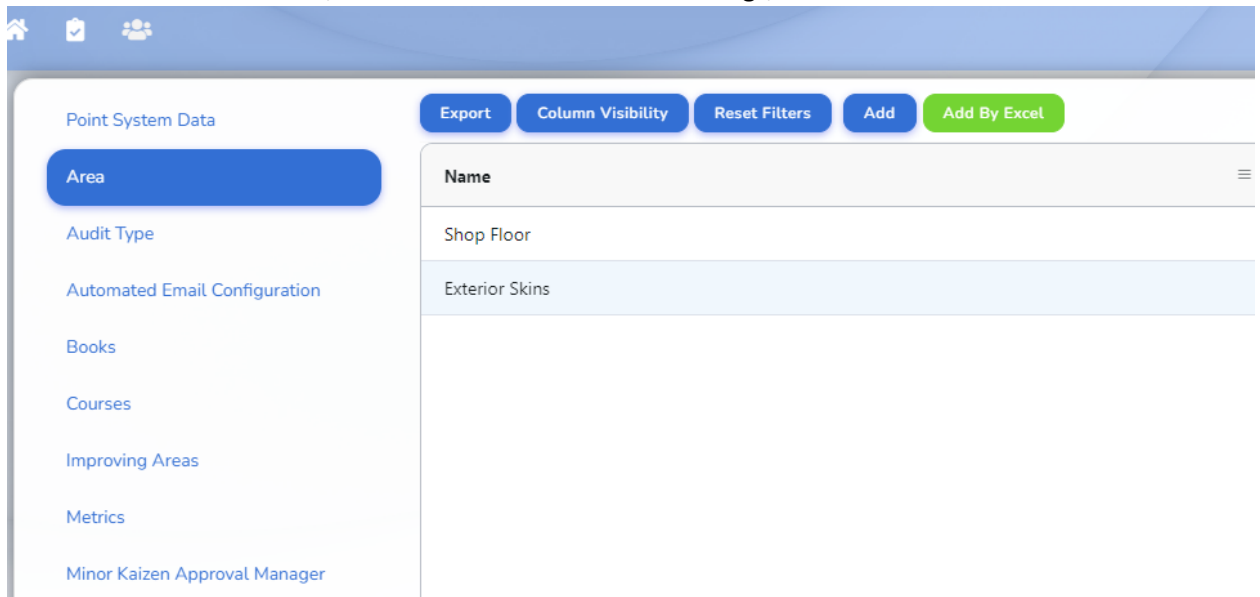 Point System Data
Area
Audit Type
Automated Email Configuration
Books
Courses
Improving Areas
Metrics
Minor Kaizen Approval Manager
Export Column Visibility Reset Filters Add Add By Excel
Name
Shop Floor
Exterior Skins